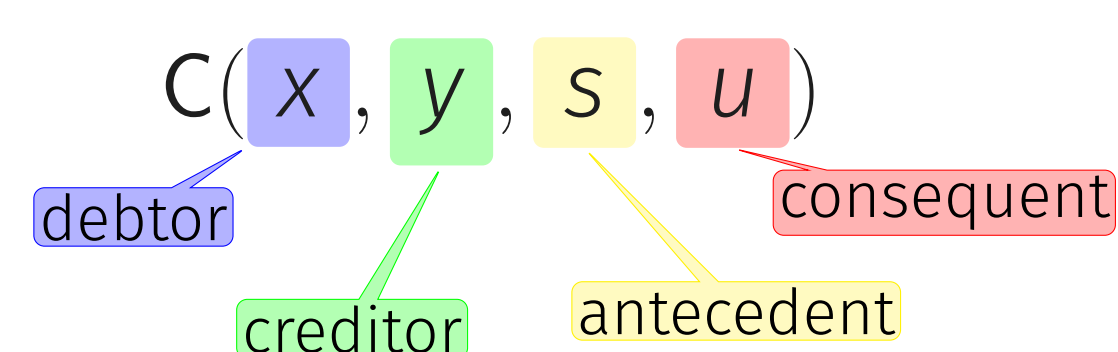 C(x, y, s, u)
debtor
consequent
antecedent
creditor